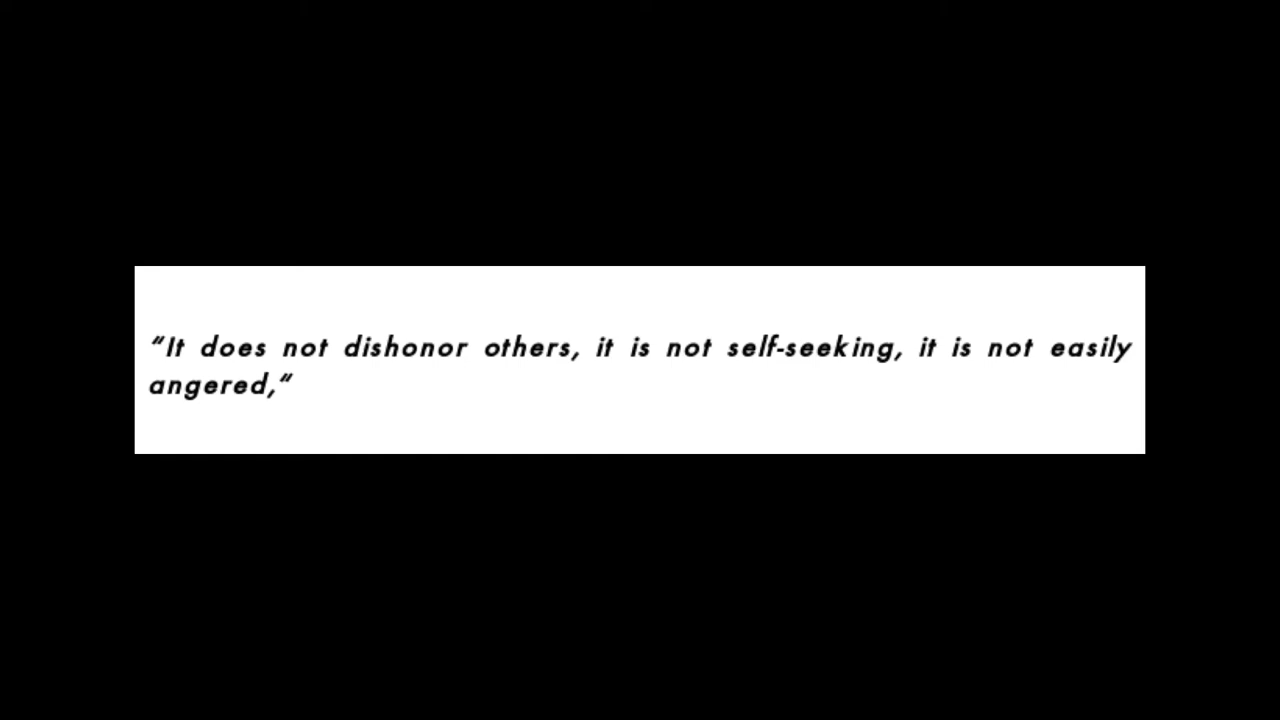 “It does not dishonor others, it is not self-seeking, it is not easily
angered,“